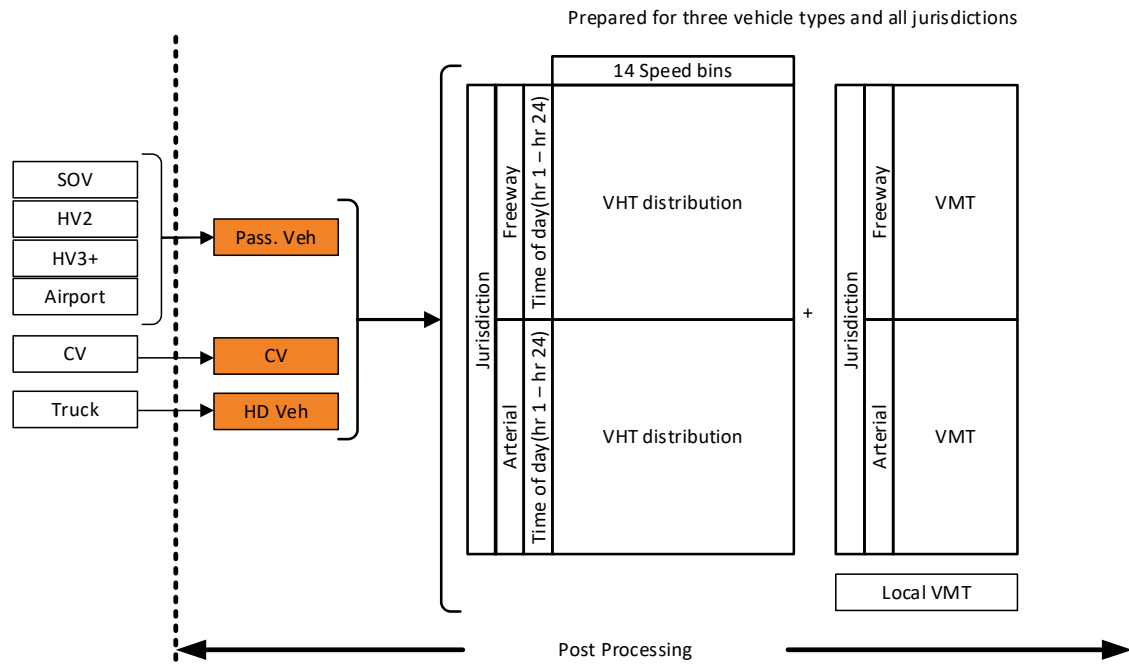 Prepared for three vehicle types and all jurisdictions
14 Speed bins
SOV
HV2
HV3+
Airport
CV
Truck
Pass. Veh
CV
HD Veh
Jurisdiction
Freeway
Time of day(hr 1 – hr 24)
VHT distribution
Arterial
Time of day(hr 1 – hr 24)
VHT distribution
+
Jurisdiction
Freeway
VMT
Arterial
VMT
Local VMT
Post Processing